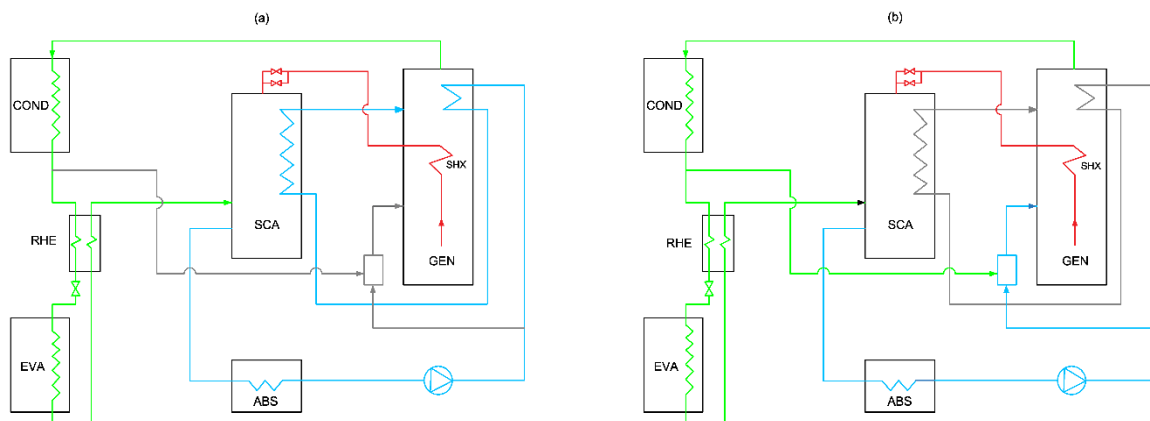 (a)
COND
SHX
SCA
RHE
GEN
EVA
ABS
(b)
COND
SHX
SCA
RHE
GEN
EVA
ABS